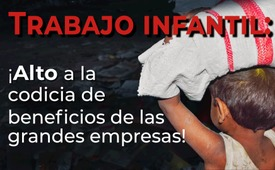 TRABAJO INFANTIL:
¡Alto a la
codicia de
beneficios de las
grandes empresas!